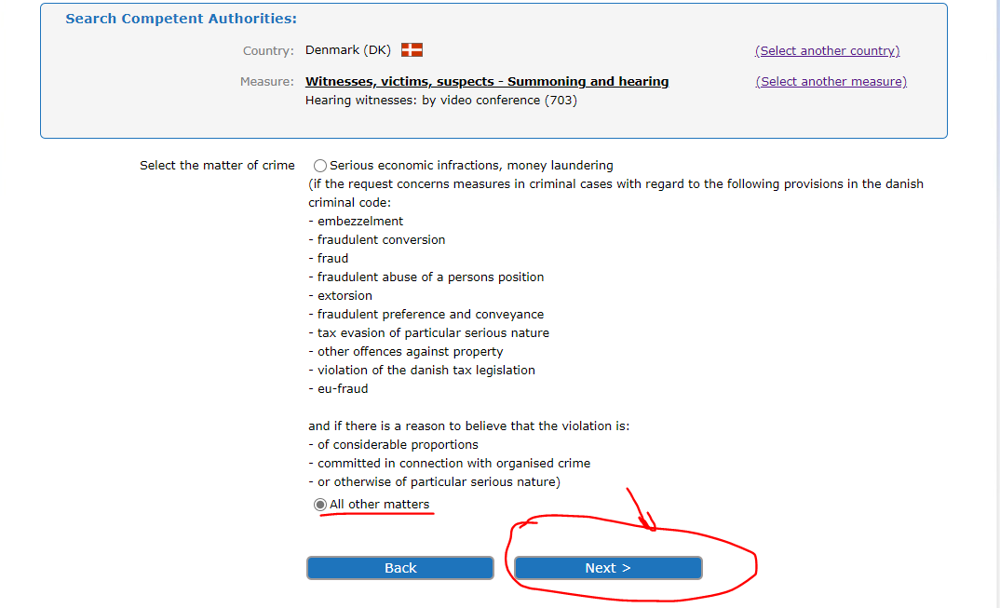 Search Competent Authorities:
Country: Denmark (DK) (Select another country)
Measure: Witnesses, victims, suspects - Summoning and hearing (Select another measure)
Hearing witnesses: by video conference (703)
Select the matter of crime Serious economic infractions, money laundering
(if the request concerns measures in criminal cases with regard to the following provisions in the danish
criminal code:
- embezzelment
- fraudulent conversion
- fraud
- fraudulent abuse of a persons position
- extorsion
- fraudulent preference and conveyance
- tax evasion of particular serious nature
- other offences against property
- violation of the danish tax legislation
- eu-fraud
and if there is a reason to believe that the violation is:
- of considerable proportions
- committed in connection with organised crime
- or otherwise of particular serious nature)
All other matters
Back Next >